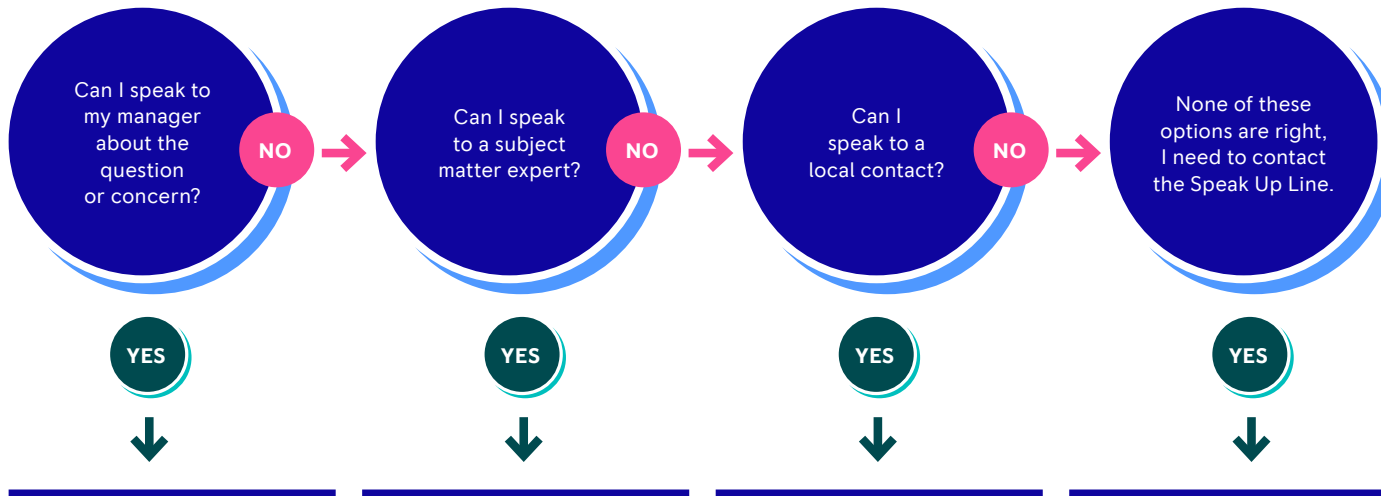 Can I speak to
my manager
about the
question
or concern?
NO
Can I speak
to a subject
matter expert?
NO
Can I
speak to a
local contact?
NO
None of these
options are right,
I need to contact
the Speak Up Line.
YES
YES
YES
YES